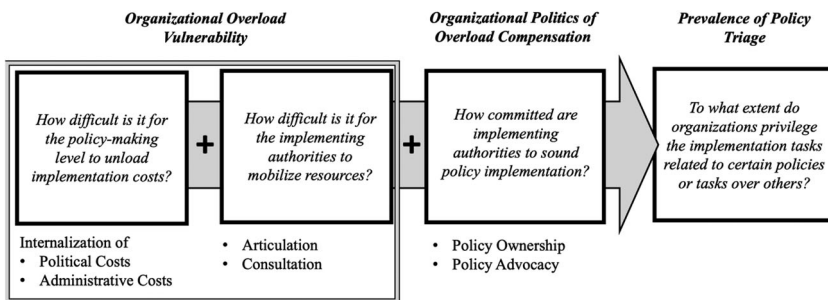 Organizational Overload
Vulnerability
Organizational Politics of
Overload Compensation
Prevalence of Policy
Triage
How difficult is it for
the policy-making
level to unload
implementation costs?
+
How difficult is it for
the implementing
authorities to
mobilize resources?
+
How committed are
implementing
authorities to sound
policy implementation?
To what extent do
organizations privilege
the implementation tasks
related to certain policies
or tasks over others?
Internalization of
• Political Costs
• Administrative Costs
• Articulation
• Consultation
• Policy Ownership
• Policy Advocacy